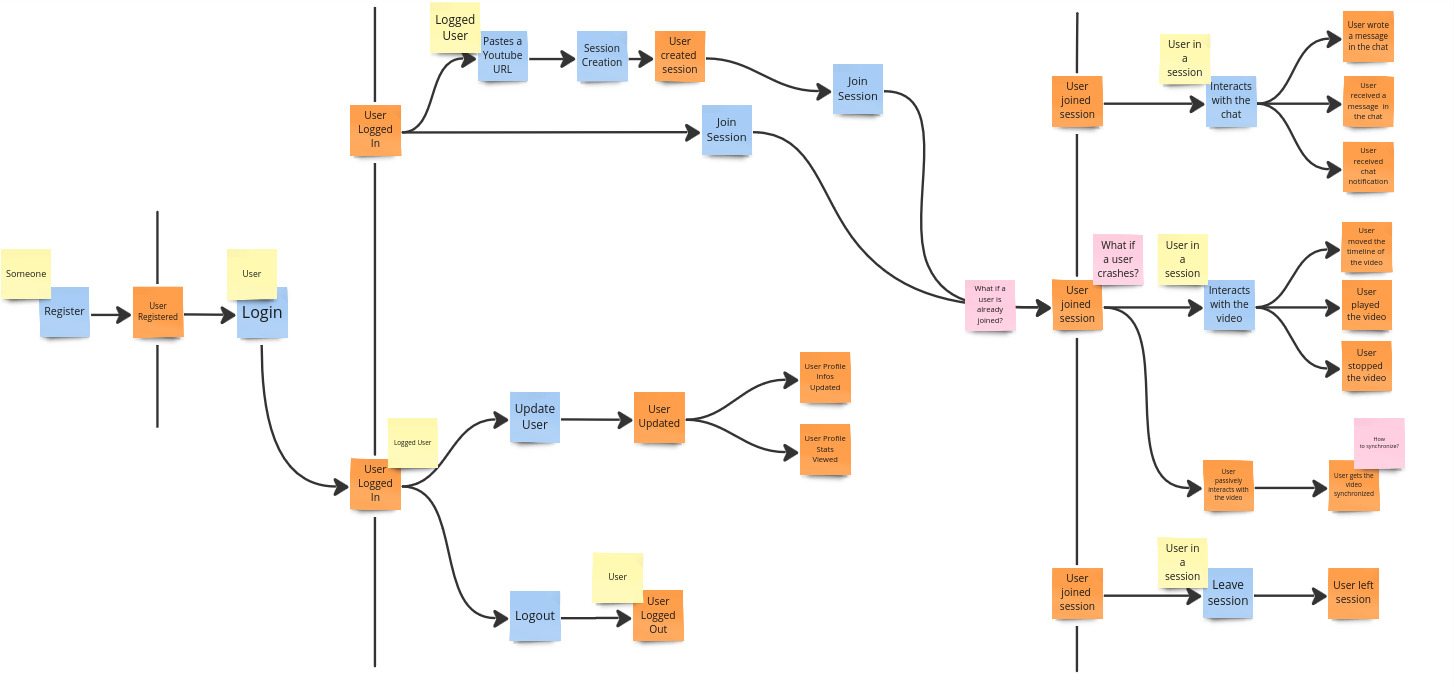 Someone
Register
User
Registered
User
Login
Logged
User
Pastes a
Youtube
URL
Session
Creation
User
created
session
Join
Session
User
Logged
In
Join
Session
What if a
user is
already
joined?
Logged User
User
Logged
In
Update
User
User
Updated
User Profile
Infos
Updated
User Profile
Stats
Viewed
Logout
User
User
Logged
Out
User
joined
session
User in
a
session
Interacts
with the
chat
User wrote
a message
in the chat
User
received a
message in
the chat
User
received
chat
notification
What if
a user
crashes?
User
joined
session
User in
a
session
Interacts
with the
video
User
moved the
timeline of
the video
User
played
the video
User
stopped
the video
User
passively
interacts with
the video
How
to synchronize?
User gets the
video
synchronized
User
joined
session
User in
a
session
Leave
session
User left
session